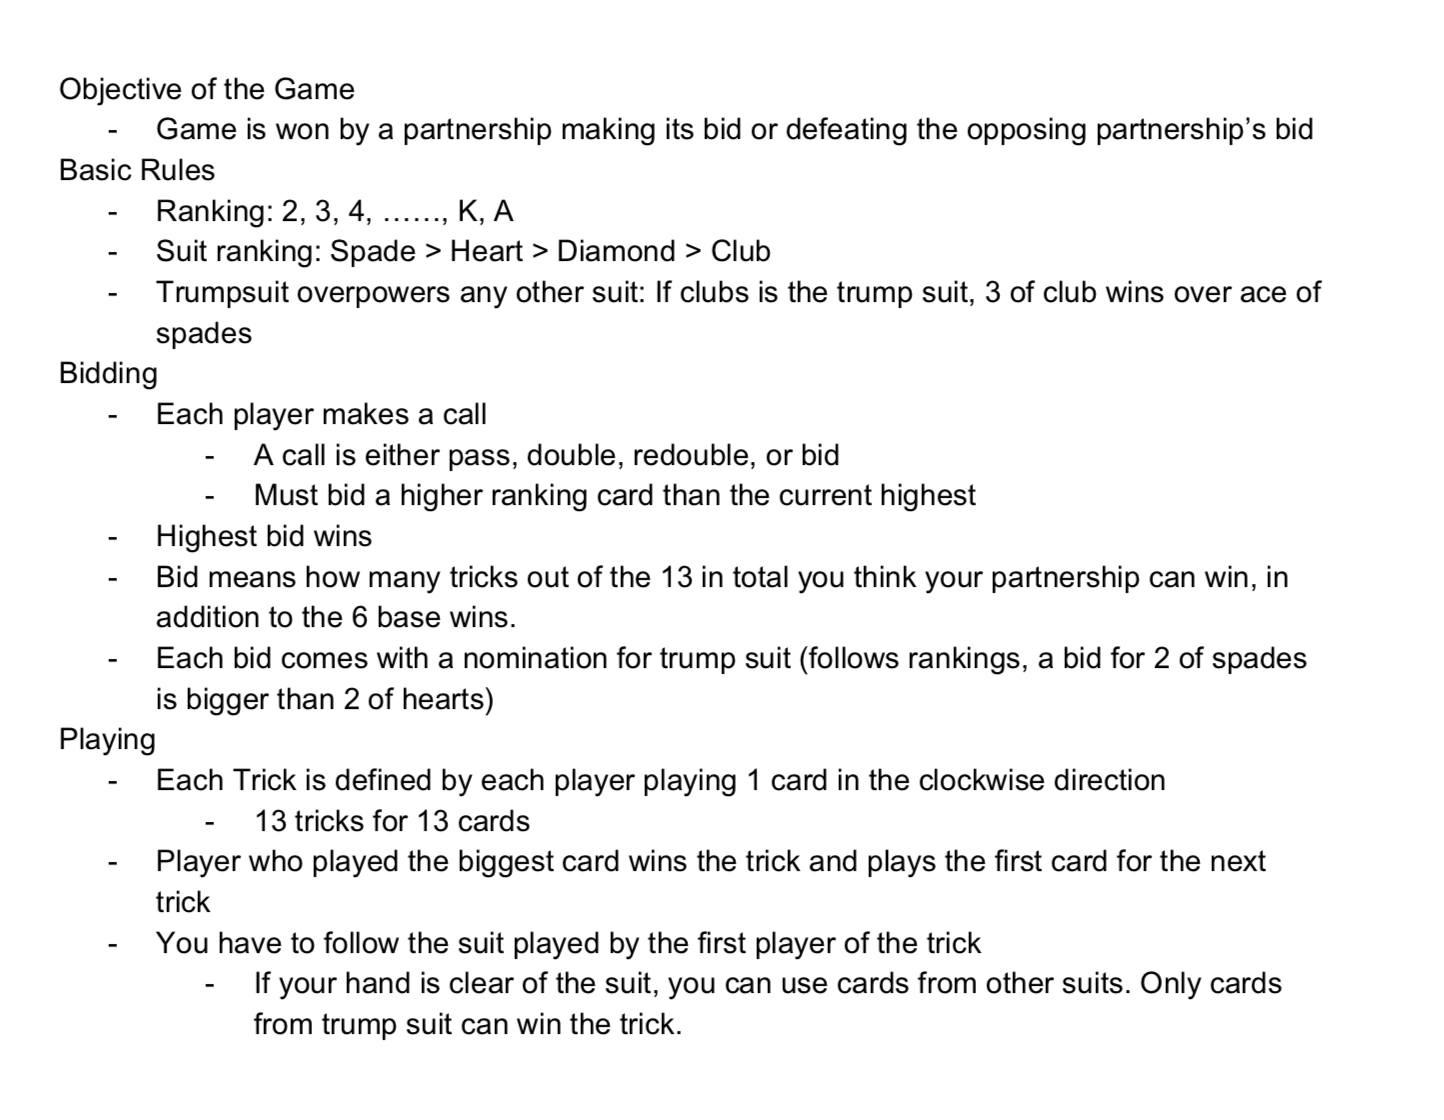 Objective of the Game
- Game is won by a partnership making its bid or defeating the opposing partnership’s bid
Basic Rules
- Ranking: 2, 3, 4, ……, K, A
- Suit ranking: Spade > Heart > Diamond > Club
- Trumpsuit overpowers any other suit: If clubs is the trump suit, 3 of club wins over ace of
spades
Bidding
- Each player makes a call
- A call is either pass, double, redouble, or bid
- Must bid a higher ranking card than the current highest
- Highest bid wins
- Bid means how many tricks out of the 13 in total you think your partnership can win, in
addition to the 6 base wins.
- Each bid comes with a nomination for trump suit (follows rankings, a bid for 2 of spades
is bigger than 2 of hearts)
Playing
- Each Trick is defined by each player playing 1 card in the clockwise direction
- 13 tricks for 13 cards
- Player who played the biggest card wins the trick and plays the first card for the next
trick
- You have to follow the suit played by the first player of the trick
- If your hand is clear of the suit, you can use cards from other suits. Only cards
from trump suit can win the trick.